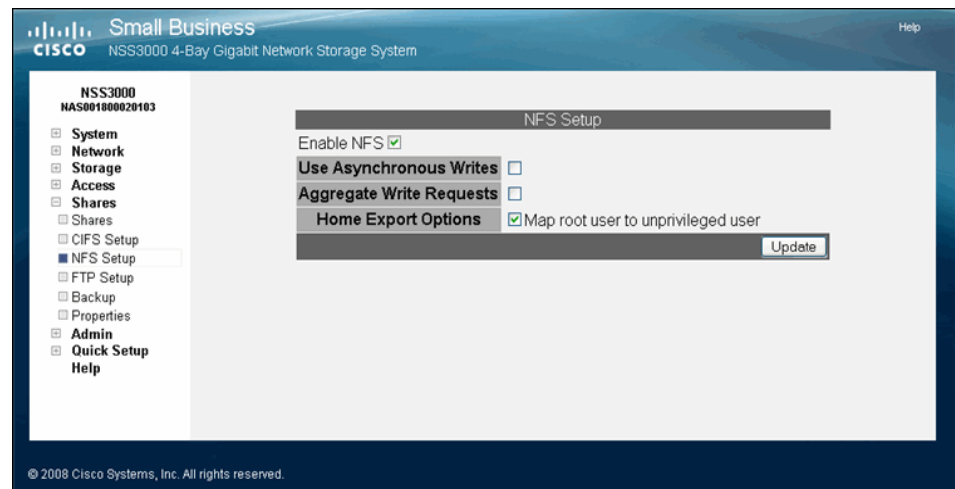 Small Business
CISCO NSS3000 4-Bay Gigabit Network Storage System
Help
NSS3000
NAS001800020103
System
Network
Storage
Access
Shares
Shares
CIFS Setup
NFS Setup
FTP Setup
Backup
Properties
Admin
Quick Setup
Help
NFS Setup
Enable NFS
Use Asynchronous Writes
Aggregate Write Requests
Home Export Options Map root user to unprivileged user
Update
© 2008 Cisco Systems, Inc. All rights reserved.